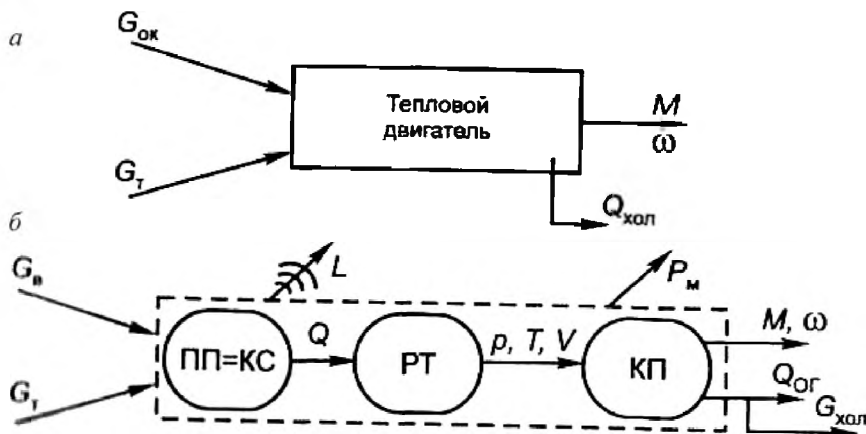 а
G_ок
Тепловой
двигатель
M
ω
G_т
Q_хол
б
G_в
L
P_м
ПП=КС
Q
РТ
p, T, V
КП
M, ω
Q_ОГ
G_т
G_хол